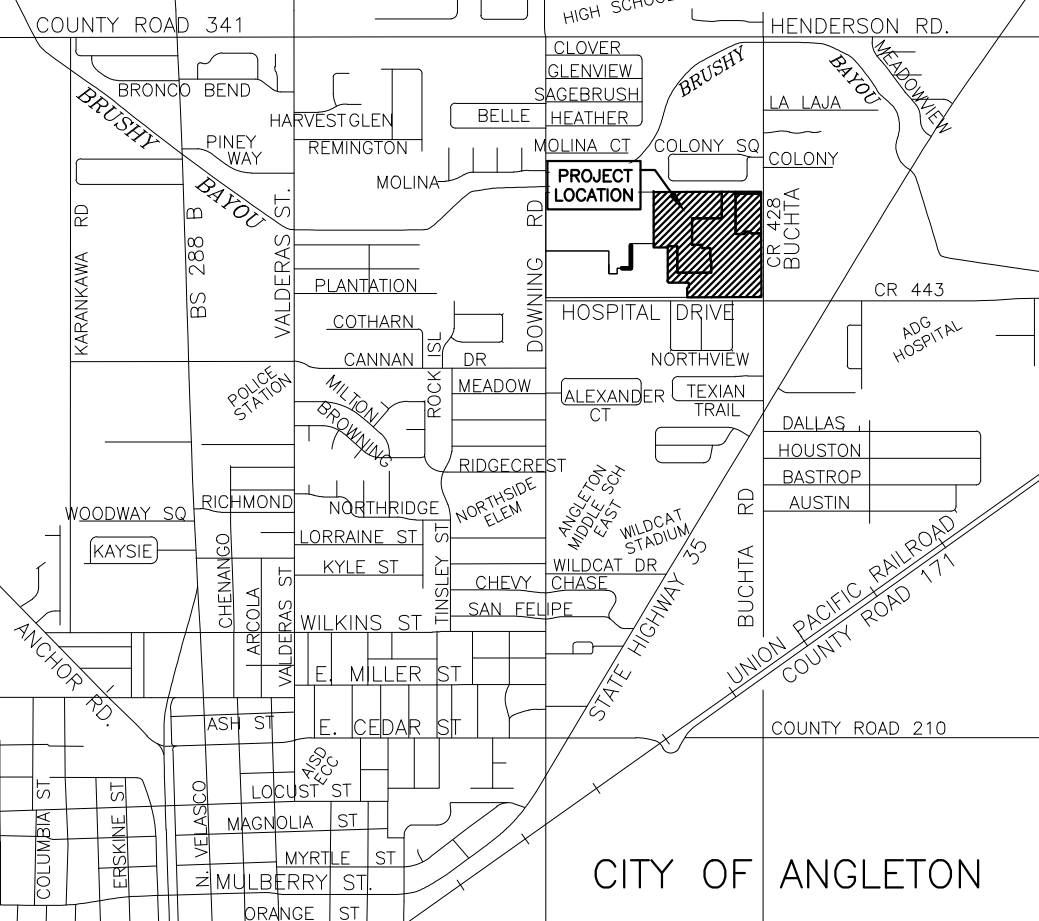 HIGH SCHOOL
COUNTY ROAD 341
HENDERSON RD.
CLOVER
GLENVIEW
SAGEBRUSH
HEATHER
BELLE
BRUSHY
BAYOU
MEADOWVIEW
BRONCO BEND
BRUSHY
HARVEST GLEN
LA LAJA
PINEY
WAY
REMINGTON
MOLINA CT
COLONY SQ
COLONY
MOLINA
BAYOU
PROJECT
LOCATION
KARANKAWA RD
BS 288 B
VALDERAS ST.
DOWNING RD
CR 428
BUCHTA
PLANTATION
CR 443
COTHARN
HOSPITAL DRIVE
ADG
HOSPITAL
CANNAN DR
ROCK ISL
NORTHVIEW
POLICE
STATION
MILTON
BROWNING
MEADOW
ALEXANDER
CT
TEXIAN
TRAIL
DALLAS
HOUSTON
BASTROP
AUSTIN
RIDGECREST
RICHMOND
NORTHRIDGE
NORTHSIDE
ELEM
ANGLETON
MIDDLE SCH
EAST
WILDCAT
STADIUM
BUCHTA RD
WOODWAY SQ
KAYSIE
LORRAINE ST
KYLE ST
TINSLEY ST
WILDCAT DR
CHEVY CHASE
SAN FELIPE
STATE HIGHWAY 35
UNION PACIFIC RAILROAD
COUNTY ROAD 171
CHENANGO
ARCOLA
VALDERAS ST
WILKINS ST
ANCHOR RD.
E. MILLER ST
ASH ST
E. CEDAR ST
COUNTY ROAD 210
AISD
ECC
LOCUST ST
COLUMBIA ST
ERSKINE ST
N. VELASCO
MAGNOLIA ST
MYRTLE ST
MULBERRY ST.
ORANGE ST
CITY OF ANGLETON